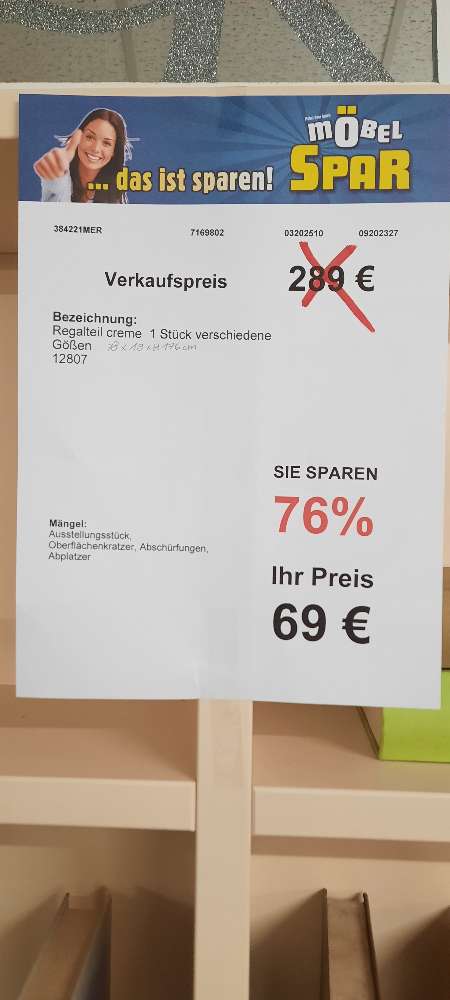 MÖBEL
SPAR
... das ist sparen!
384221MER 7169802 03202510 09202327
Verkaufspreis 289 €
Bezeichnung:
Regalteil creme 1 Stück verschiedene
Gößen
12807
SIE SPAREN
76%
Mängel:
Ausstellungsstück,
Oberflächenkratzer, Abschürfungen,
Abplatzer
Ihr Preis
69 €